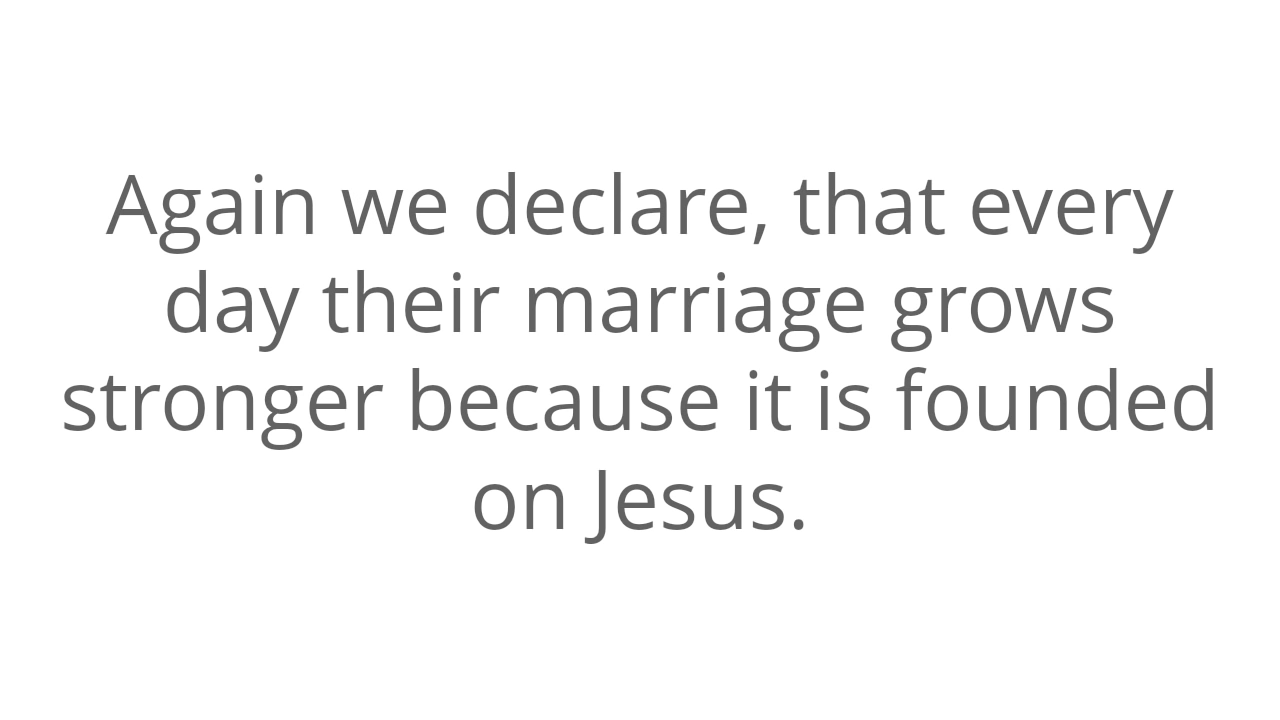 Again we declare, that every
day their marriage grows
stronger because it is founded
on Jesus.